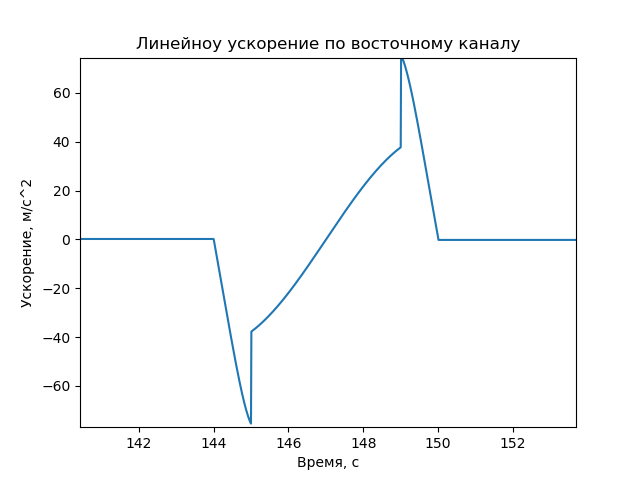 Линейноу ускорение по восточному каналу
60
40
20
0
−20
−40
−60
Ускорение, м/с^2
142 144 146 148 150 152
Время, с